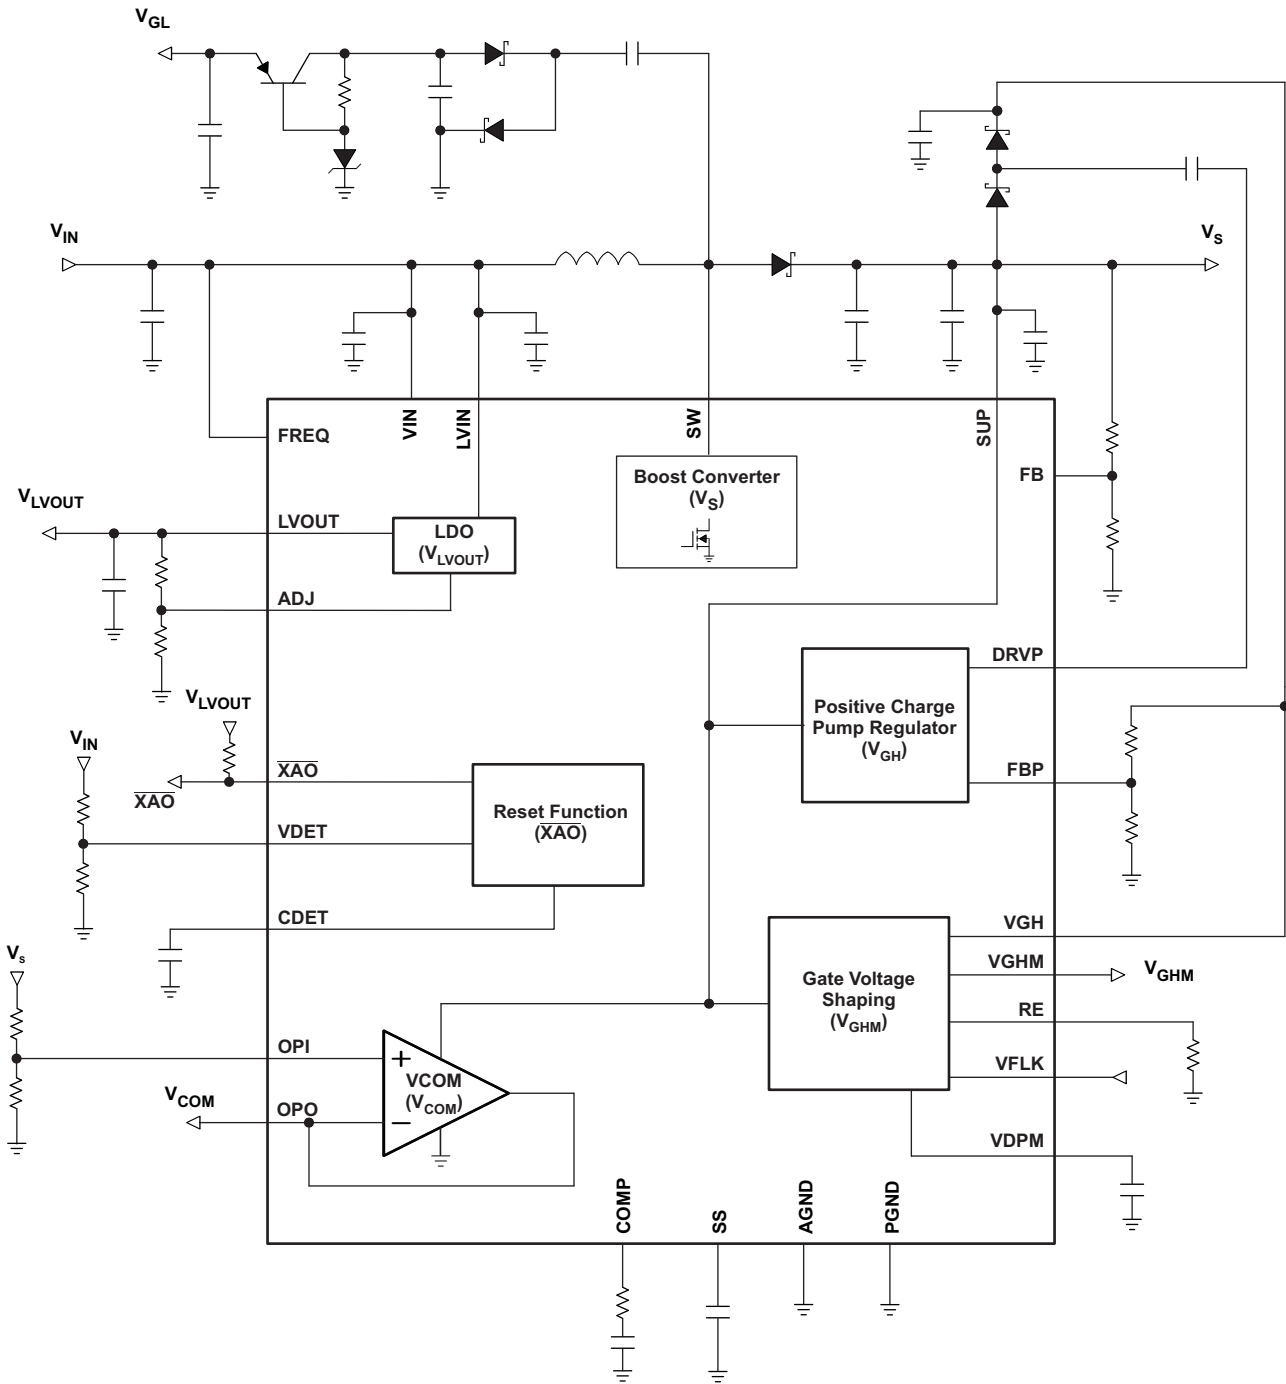 VGL
VIN
VS
FREQ
VIN
LVIN
SW
SUP
Boost Converter
(VS)
FB
VLVOUT
LVOUT
LDO
(VLVOUT)
ADJ
DRVP
Positive Charge
Pump Regulator
(VGH)
FBP
VLVOUT
VIN
XAO
XAO
Reset Function
(XAO)
VDET
CDET
VGH
VGHM
VGHM
Gate Voltage
Shaping
(VGHM)
RE
VFLK
VDPM
Vs
OPI
+
VCOM
(VCOM)
−
VCOM
OPO
COMP
SS
AGND
PGND